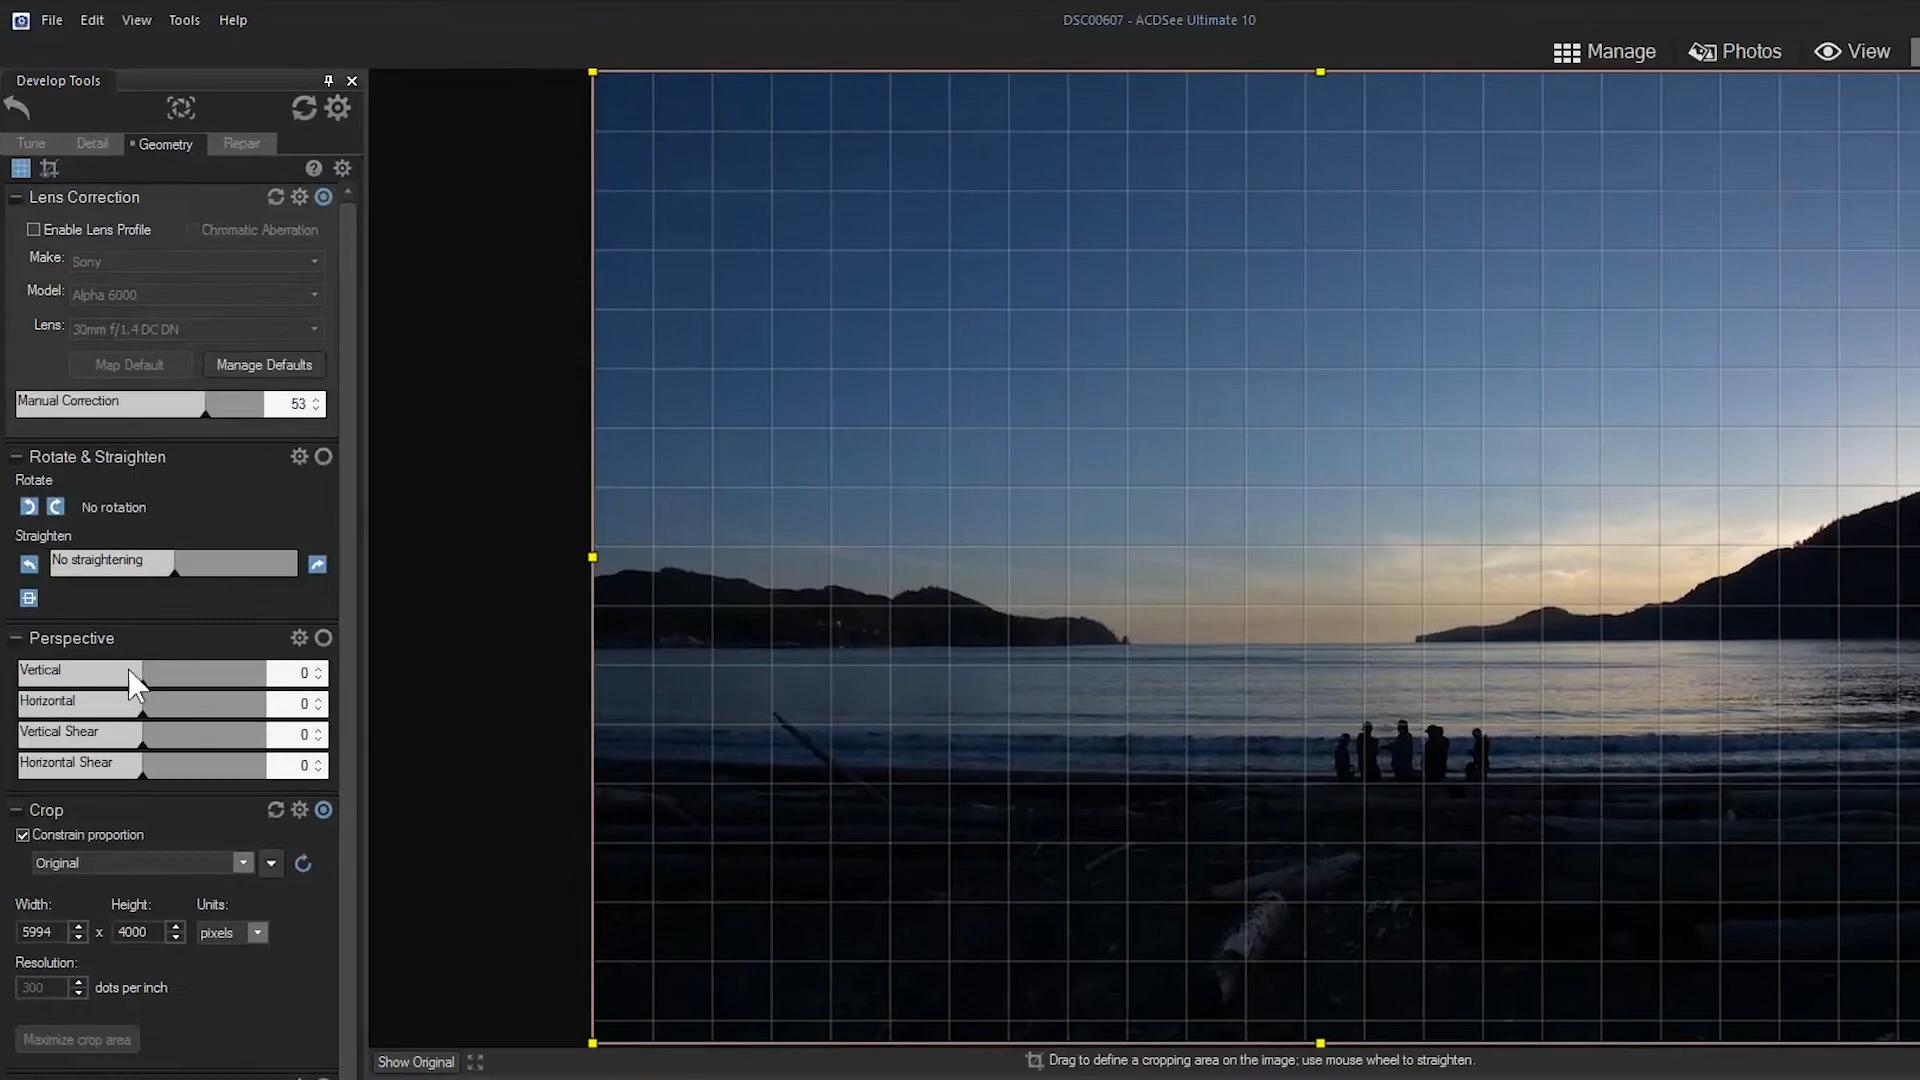 File Edit View Tools Help
DSC00607 - ACDSee Ultimate 10
Manage Photos View
Develop Tools
Tune Detail Geometry Repair
Lens Correction
Enable Lens Profile Chromatic Aberration
Make: Sony
Model: Alpha 6000
Lens: 30mm f/1.4 DC DN
Map Default Manage Defaults
Manual Correction 53
Rotate & Straighten
Rotate
No rotation
Straighten
No straightening
Perspective
Vertical 0
Horizontal 0
Vertical Shear 0
Horizontal Shear 0
Crop
Constrain proportion
Original
Width: Height: Units:
5994 x 4000 pixels
Resolution:
300 dots per inch
Maximize crop area
Show Original
Drag to define a cropping area on the image; use mouse wheel to straighten.